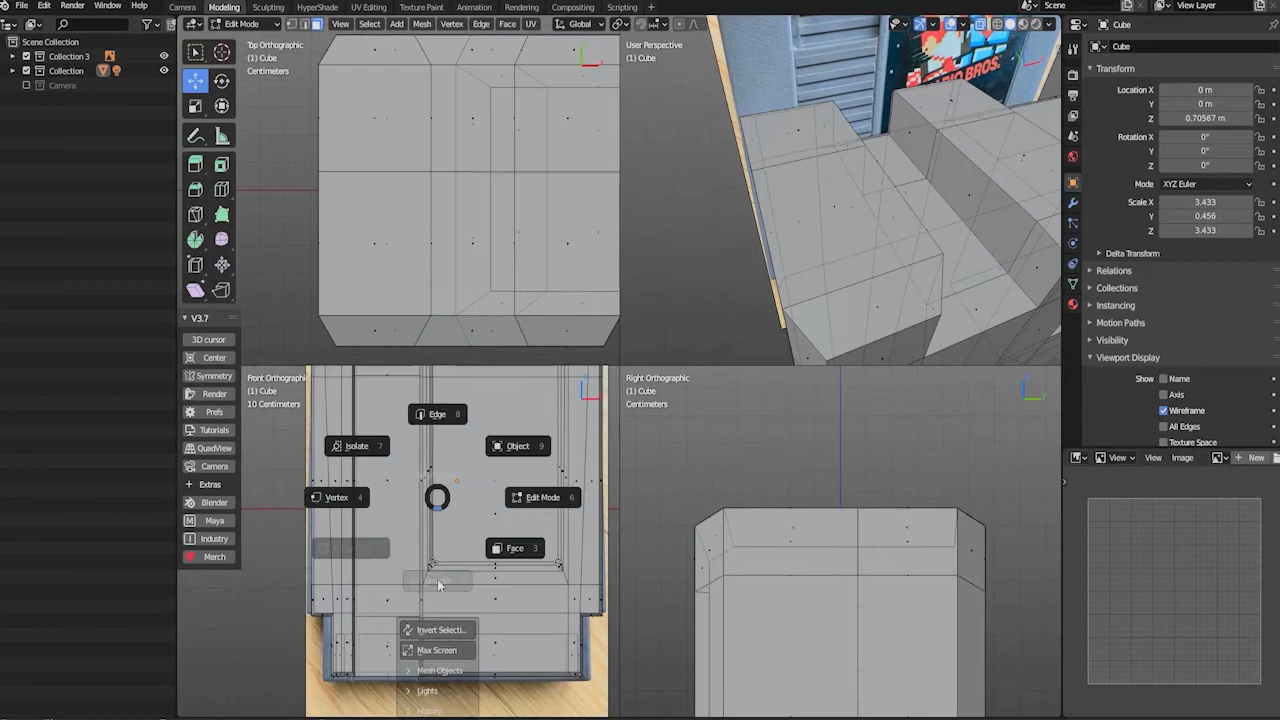 File Edit Render Window Help
Camera Modeling Sculpting HyperShade UV Editing Texture Paint Animation Rendering Compositing Scripting
Scene
View Layer
Edit Mode View Select Add Mesh Vertex Edge Face UV Global
Scene Collection
Collection 3
Collection
Camera
Top Orthographic
(1) Cube
Centimeters
User Perspective
(1) Cube
MARIO BROS.
Cube
Cube
Transform
Location X 0 m
Y 0 m
Z 0.70567 m
Rotation X 0°
Y 0°
Z 0°
Mode XYZ Euler
Scale X 3.433
Y 0.456
Z 3.433
Delta Transform
Relations
Collections
Instancing
Motion Paths
Visibility
Viewport Display
Show Name
Axis
Wireframe
All Edges
Texture Space
View View Image New
V3.7
3D cursor
Center
Symmetry
Render
Prefs
Tutorials
QuadView
Camera
Extras
Blender
Maya
Industry
Merch
Front Orthographic
(1) Cube
10 Centimeters
Edge 8
Isolate 7
Object 9
Vertex 4
Edit Mode 6
Face 3
Invert Selecti..
Max Screen
Mesh Objects
Lights
History
Right Orthographic
(1) Cube
Centimeters